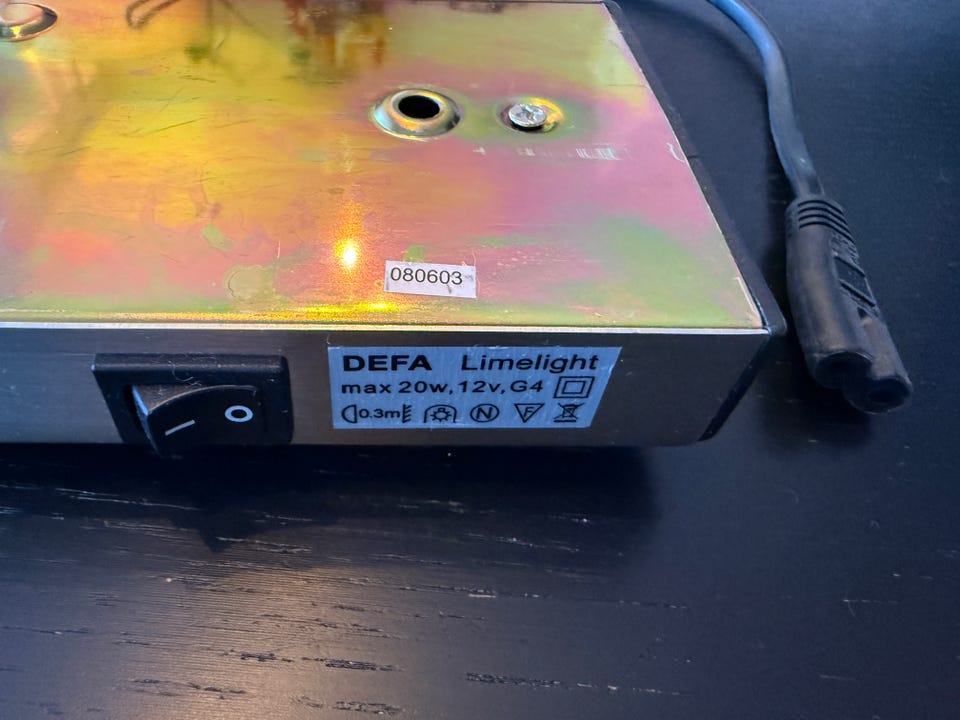 080603
DEFA Limelight
max 20w, 12v, G4
0.3m
N
F